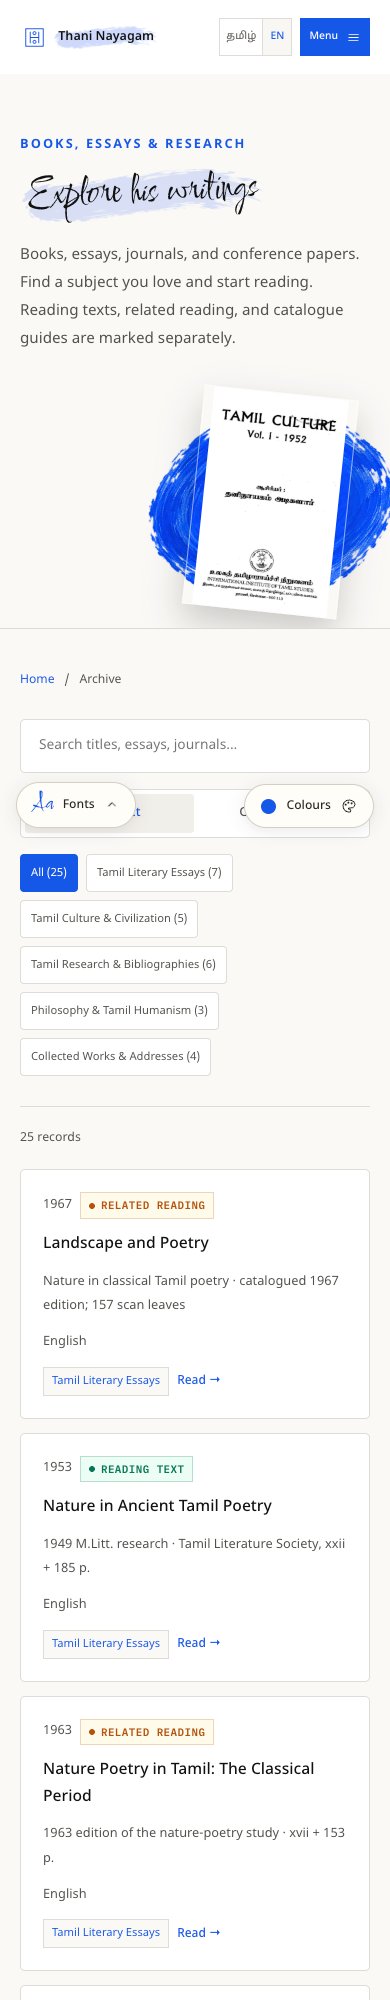 Thani Nayagam
தமிழ்
EN
Menu
BOOKS, ESSAYS & RESEARCH
Explore his writings
Books, essays, journals, and conference papers.
Find a subject you love and start reading.
Reading texts, related reading, and catalogue
guides are marked separately.
TAMIL CULTURE
Vol. I - 1952
ஆசிரியர் :
தனிநாயகம் அடிகளார்
உலகத் தமிழாராய்ச்சி நிறுவனம்
INTERNATIONAL INSTITUTE OF TAMIL STUDIES
Home / Archive
Search titles, essays, journals...
Fonts
Colours
All (25)
Tamil Literary Essays (7)
Tamil Culture & Civilization (5)
Tamil Research & Bibliographies (6)
Philosophy & Tamil Humanism (3)
Collected Works & Addresses (4)
25 records
1967 RELATED READING
Landscape and Poetry
Nature in classical Tamil poetry · catalogued 1967
edition; 157 scan leaves
English
Tamil Literary Essays Read →
1953 READING TEXT
Nature in Ancient Tamil Poetry
1949 M.Litt. research · Tamil Literature Society, xxii
+ 185 p.
English
Tamil Literary Essays Read →
1963 RELATED READING
Nature Poetry in Tamil: The Classical
Period
1963 edition of the nature-poetry study · xvii + 153
p.
English
Tamil Literary Essays Read →